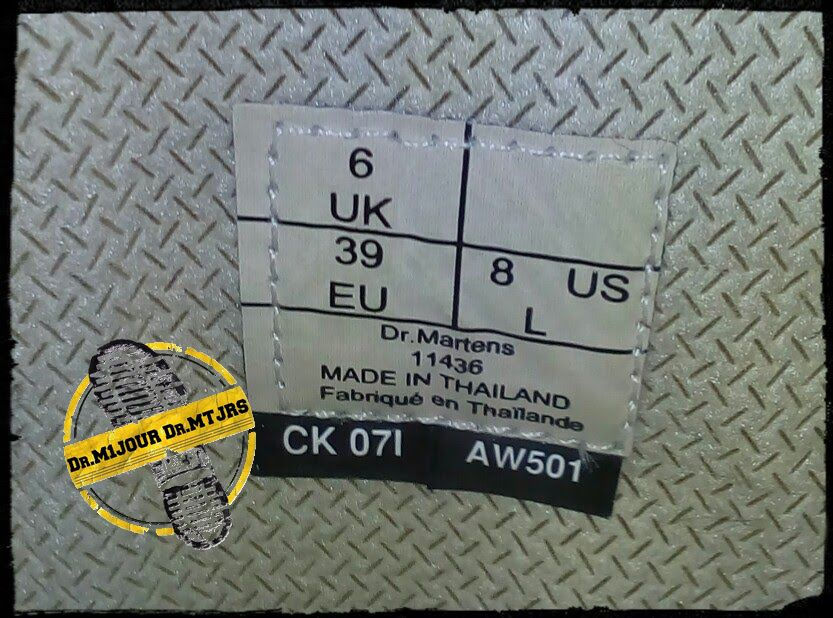 6
UK
39
EU
8 US
L
Dr.Martens
11436
MADE IN THAILAND
Fabriqué en Thaïlande
CK 07I AW501
DR.M1JOUR DR.MTJRS